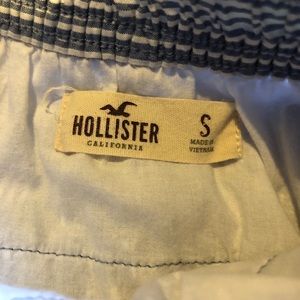 HOLLISTER
CALIFORNIA
S
MADE IN
VIETNAM